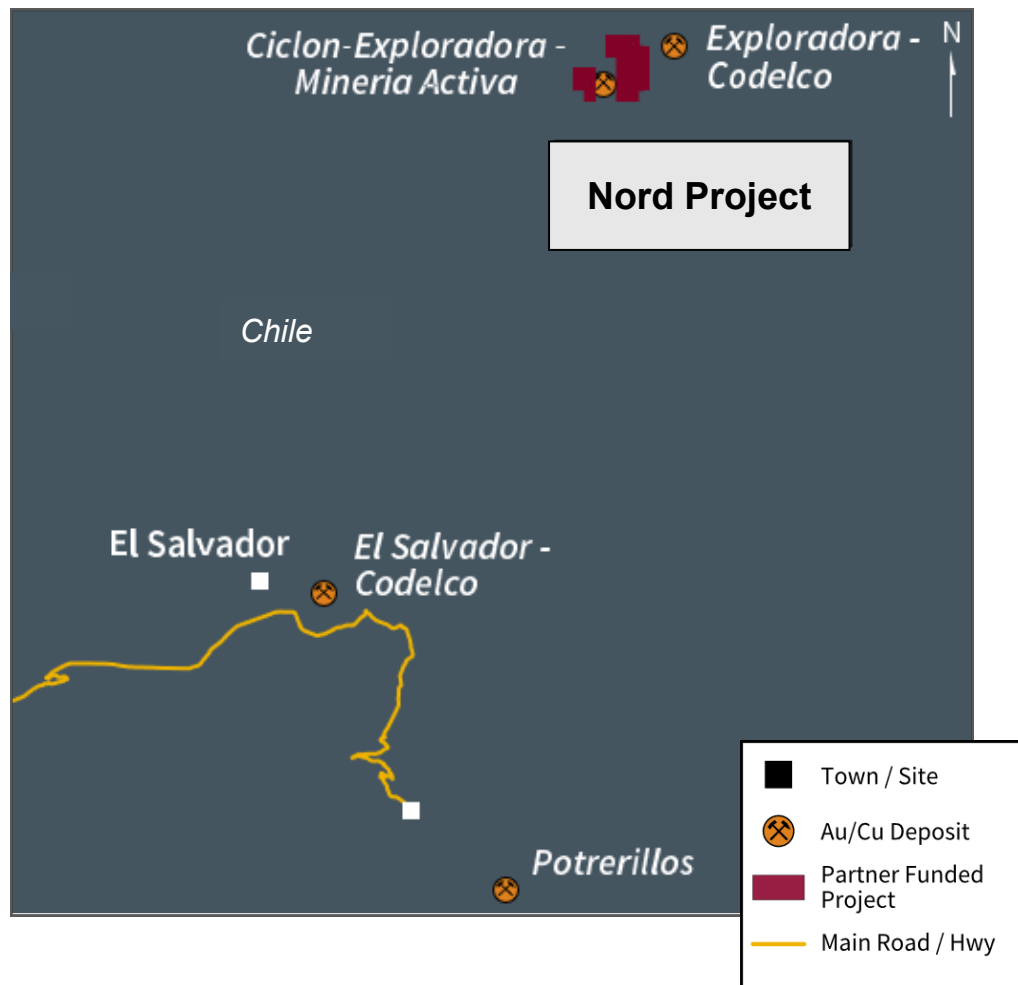 Ciclon-Exploradora -
Mineria Activa
Exploradora -
Codelco
N
Nord Project
Chile
El Salvador
El Salvador -
Codelco
Potrerillos
Town / Site
Au/Cu Deposit
Partner Funded
Project
Main Road / Hwy